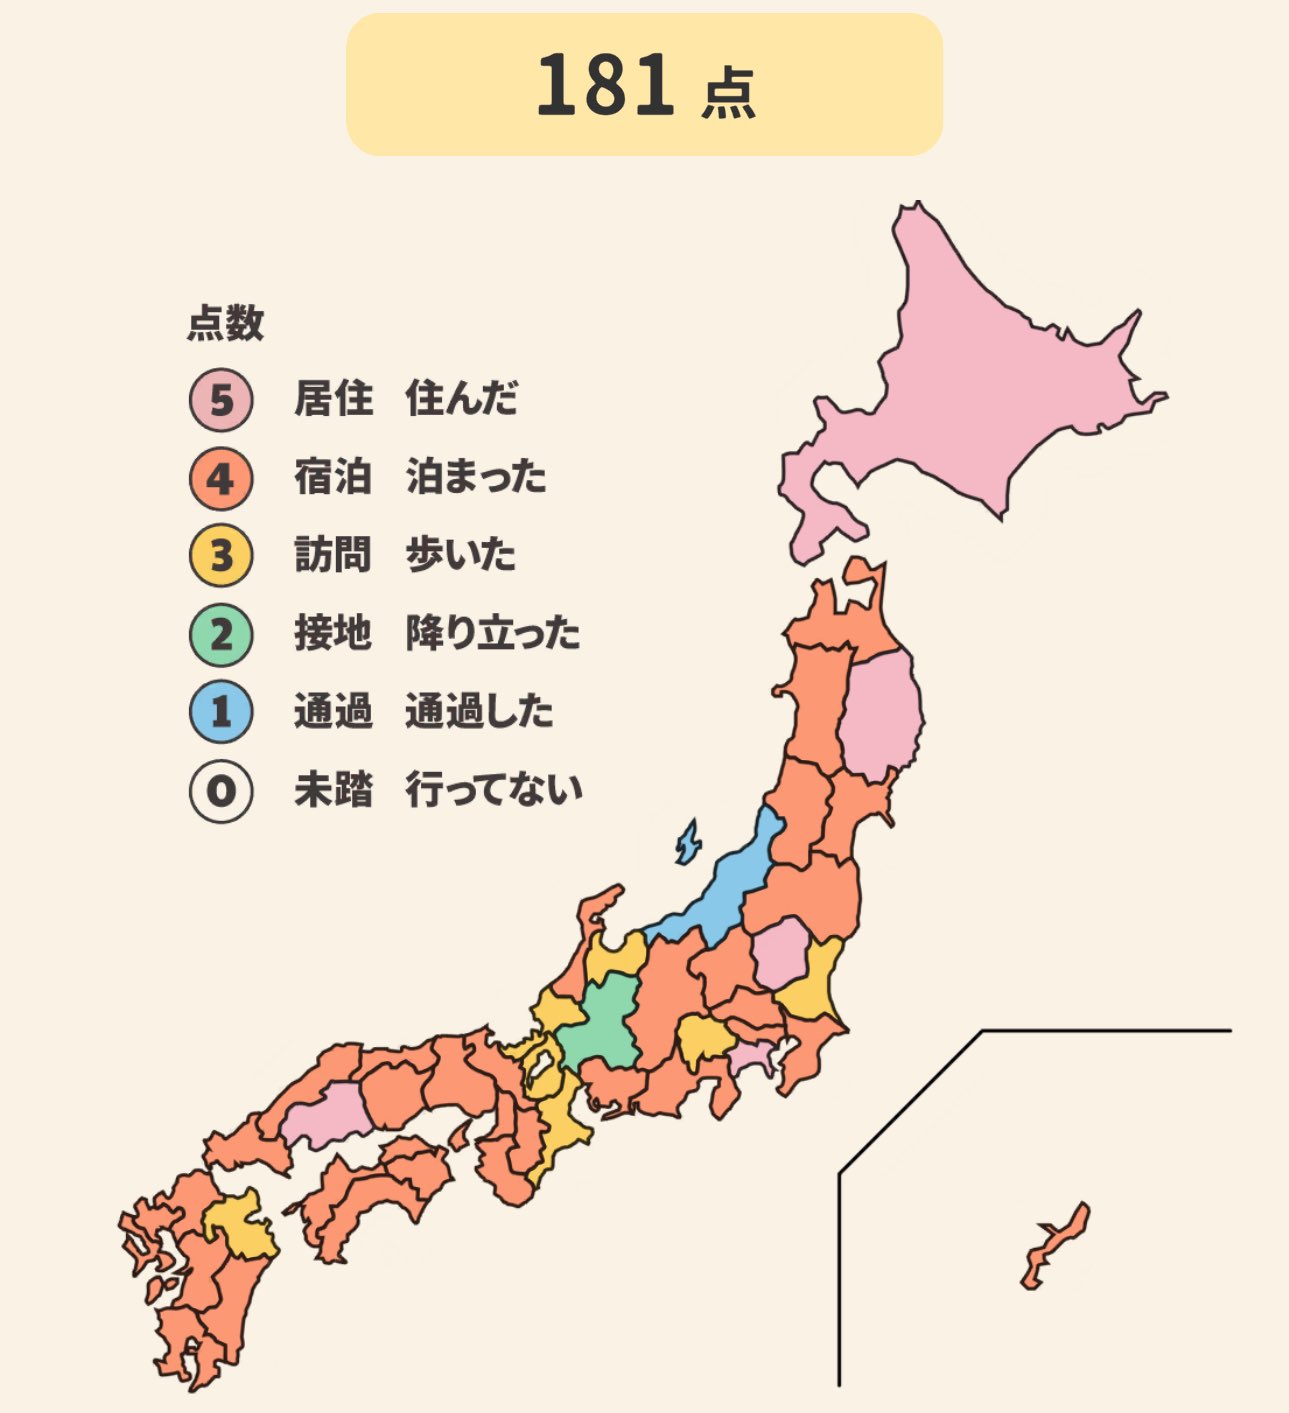 181 点
点数
5 居住 住んだ
4 宿泊 泊まった
3 訪問 歩いた
2 接地 降り立った
1 通過 通過した
0 未踏 行ってない